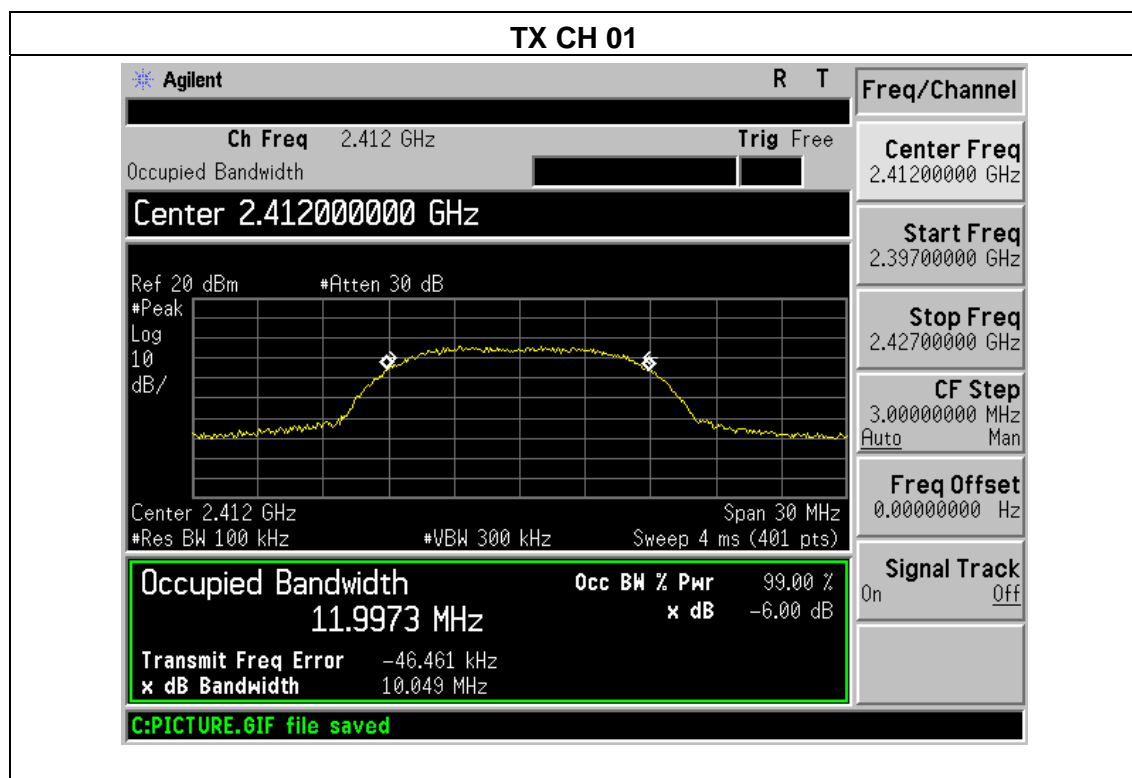 TX CH 01
Agilent R T
Freq/Channel
Ch Freq 2.412 GHz Trig Free
Occupied Bandwidth
Center 2.412000000 GHz
Ref 20 dBm #Atten 30 dB
#Peak
Log
10
dB/
Center 2.412 GHz Span 30 MHz
#Res BW 100 kHz #VBW 300 kHz Sweep 4 ms (401 pts)
Occupied Bandwidth Occ BW % Pwr 99.00 %
11.9973 MHz x dB -6.00 dB
Transmit Freq Error -46.461 kHz
x dB Bandwidth 10.049 MHz
C:PICTURE.GIF file saved
Center Freq
2.41200000 GHz
Start Freq
2.39700000 GHz
Stop Freq
2.42700000 GHz
CF Step
3.00000000 MHz
Auto Man
Freq Offset
0.00000000 Hz
Signal Track
On Off